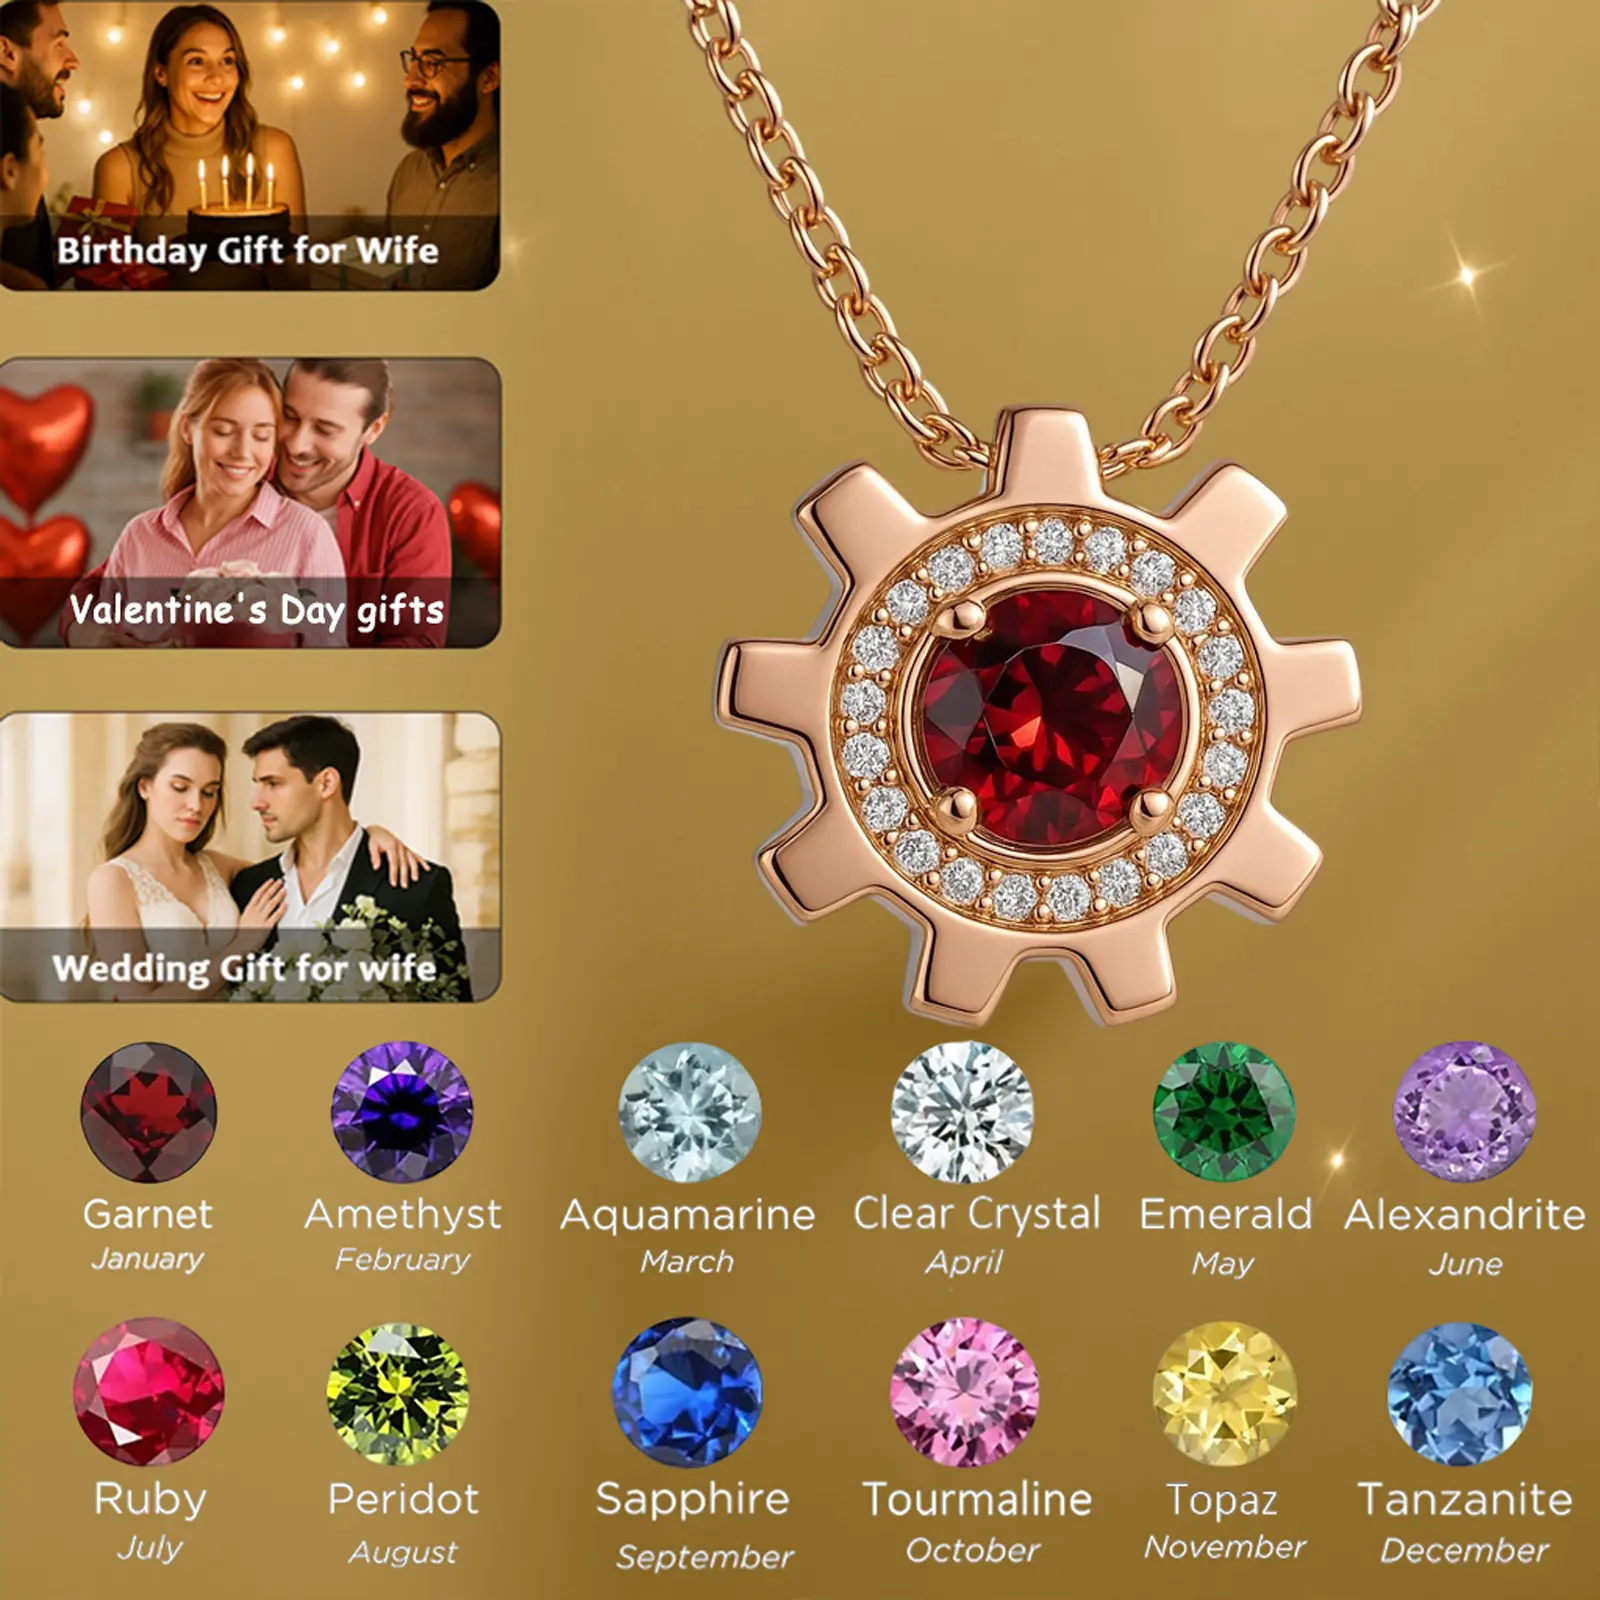 Birthday Gift for Wife
Valentine's Day gifts
Wedding Gift for wife
Garnet
January
Amethyst
February
Aquamarine
March
Clear Crystal
April
Emerald
May
Alexandrite
June
Ruby
July
Peridot
August
Sapphire
September
Tourmaline
October
Topaz
November
Tanzanite
December